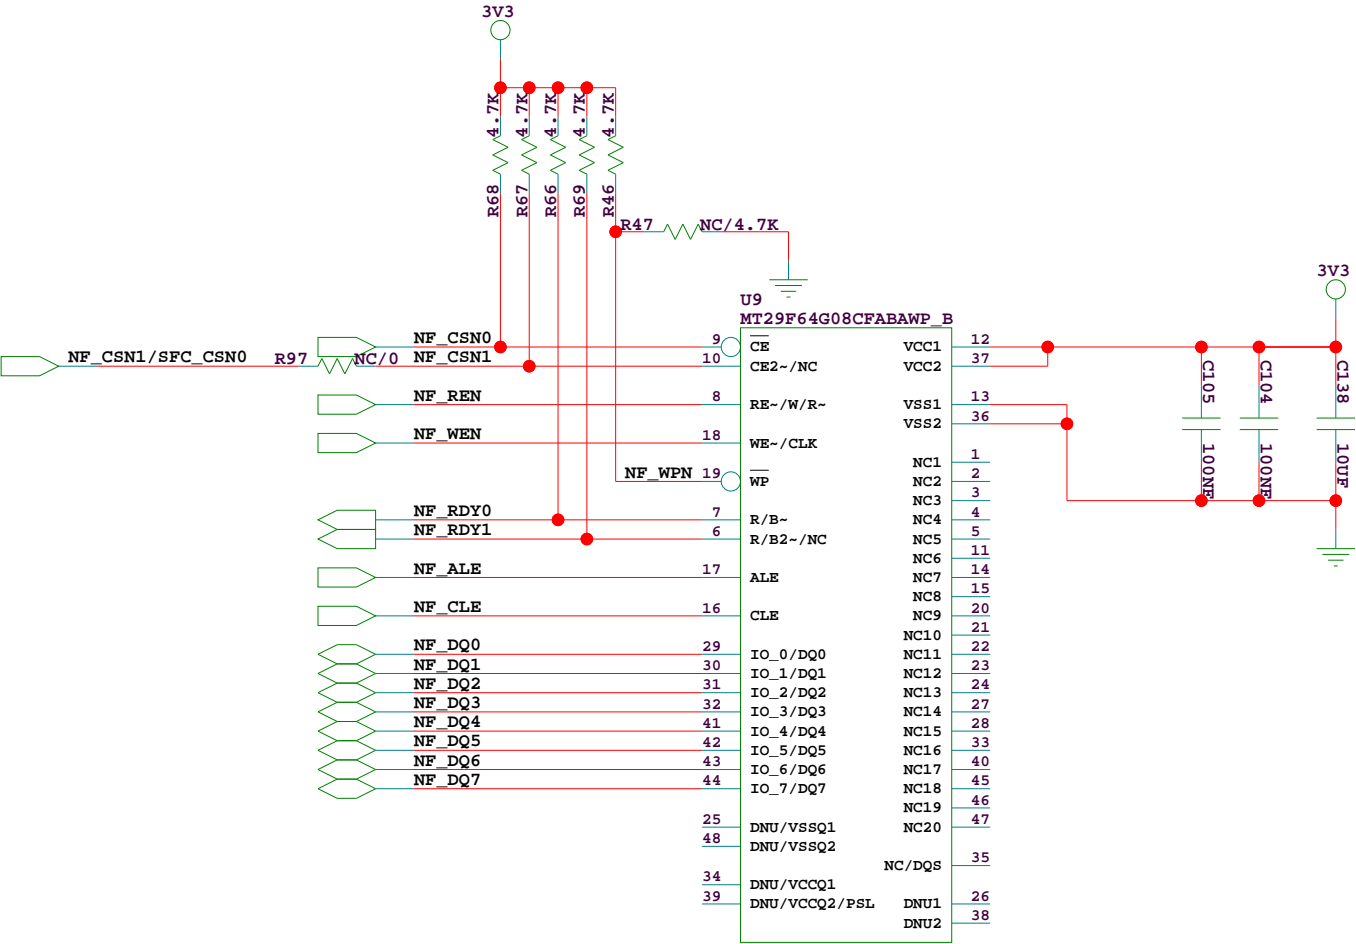 3V3
4.7K
4.7K
4.7K
4.7K
4.7K
R68
R67
R66
R69
R46
R47 NC/4.7K
3V3
U9
MT29F64G08CFABAWP_B
NF_CSN0 9 CE VCC1 12
NF_CSN1/SFC_CSN0 R97 NC/0 NF_CSN1 10 CE2~/NC VCC2 37
C105
C104
C138
NF_REN 8 RE~/W/R~ VSS1 13
VSS2 36
NF_WEN 18 WE~/CLK
100NF
100NF
10UF
NC1 1
NF_WPN 19 WP NC2 2
NC3 3
NF_RDY0 7 R/B~ NC4 4
NF_RDY1 6 R/B2~/NC NC5 5
NC6 11
NF_ALE 17 ALE NC7 14
NC8 15
NF_CLE 16 CLE NC9 20
NC10 21
NF_DQ0 29 IO_0/DQ0 NC11 22
NF_DQ1 30 IO_1/DQ1 NC12 23
NF_DQ2 31 IO_2/DQ2 NC13 24
NF_DQ3 32 IO_3/DQ3 NC14 27
NF_DQ4 41 IO_4/DQ4 NC15 28
NF_DQ5 42 IO_5/DQ5 NC16 33
NF_DQ6 43 IO_6/DQ6 NC17 40
NF_DQ7 44 IO_7/DQ7 NC18 45
NC19 46
25 DNU/VSSQ1 NC20 47
48 DNU/VSSQ2
NC/DQS 35
34 DNU/VCCQ1
39 DNU/VCCQ2/PSL DNU1 26
DNU2 38